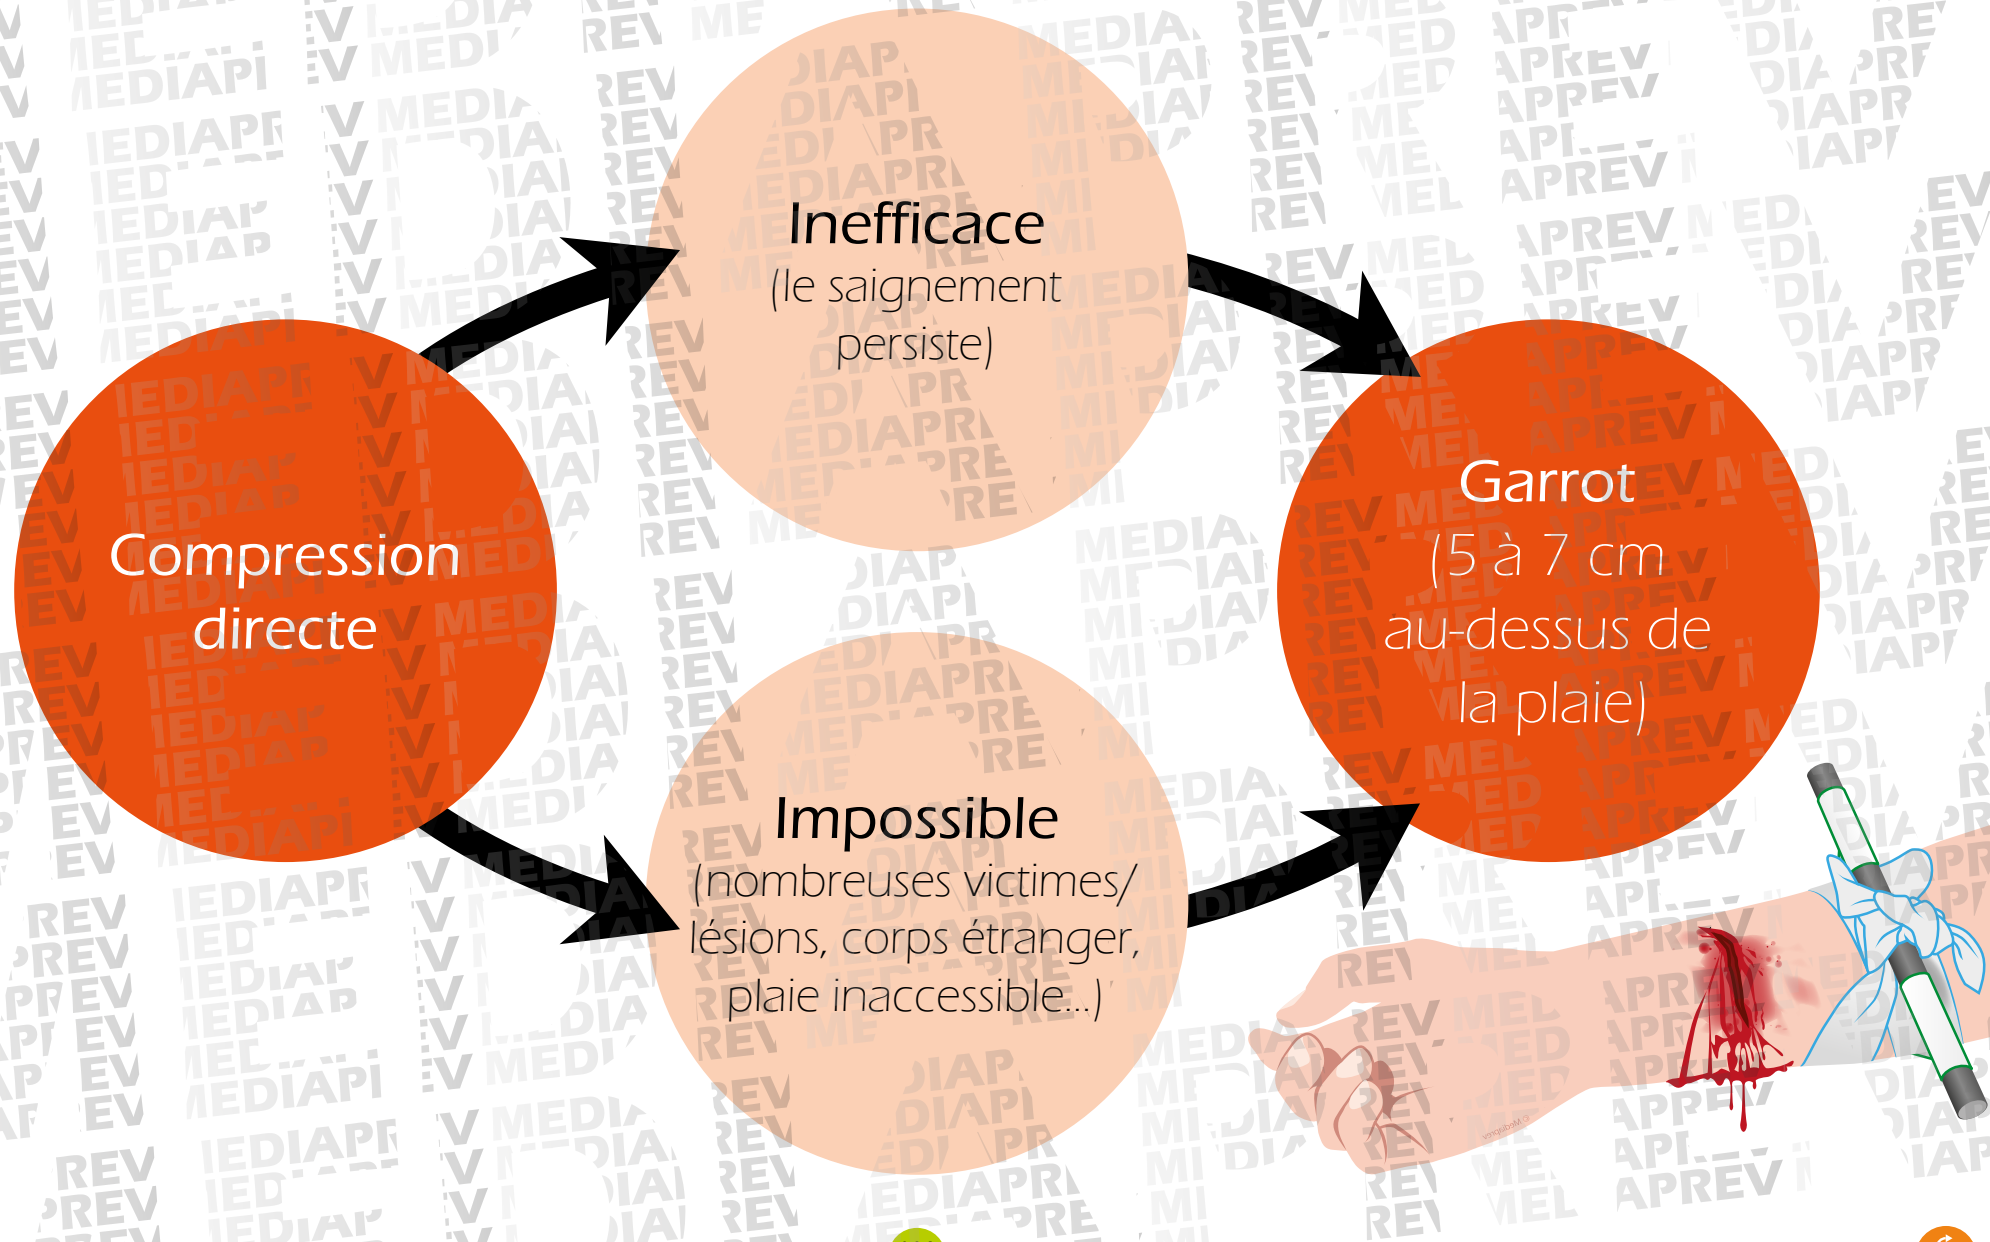 Compression
directe
Inefficace
(le saignement
persiste)
Impossible
(nombreuses victimes/
lésions, corps étranger,
plaie inaccessible...)
Garrot
(5 à 7 cm
au-dessus de
la plaie)
© Mediaprev